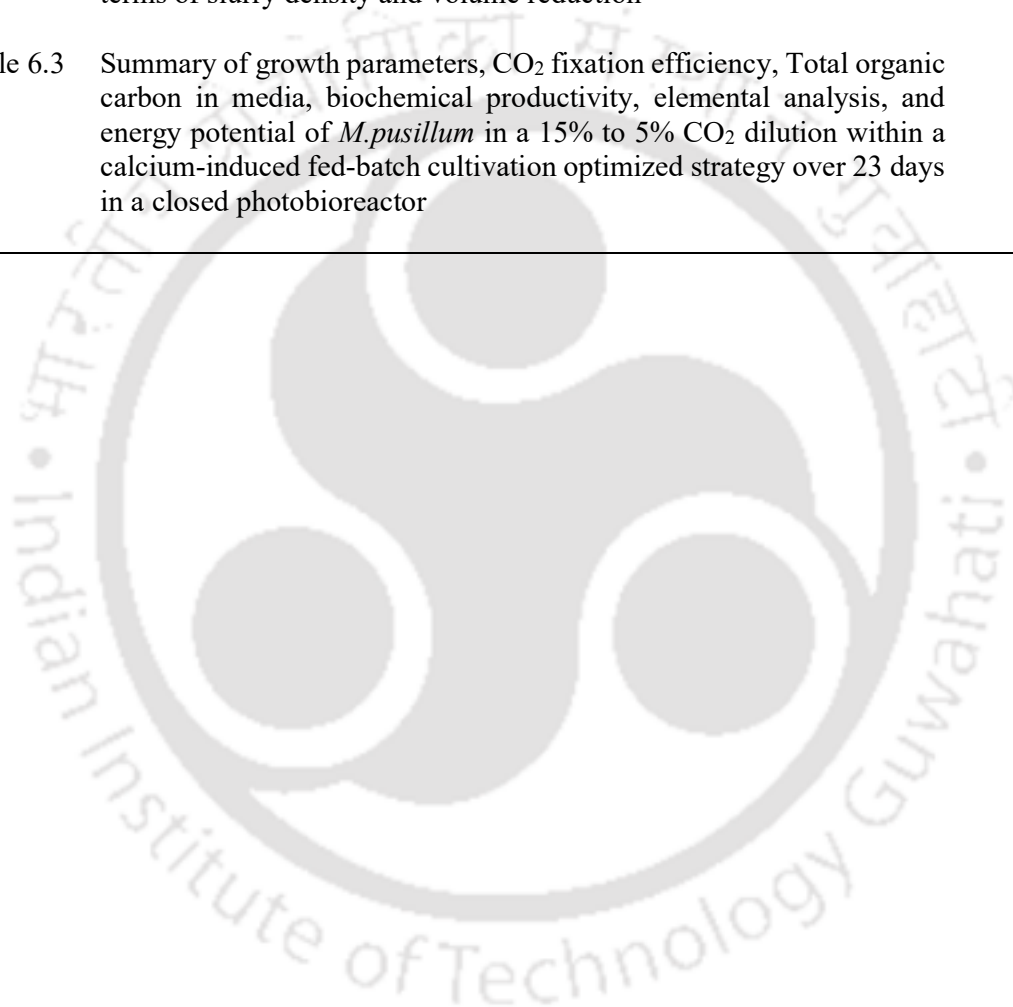 terms of slurry density and volume reduction
le 6.3 Summary of growth parameters, CO₂ fixation efficiency, Total organic
carbon in media, biochemical productivity, elemental analysis, and
energy potential of M.pusillum in a 15% to 5% CO₂ dilution within a
calcium-induced fed-batch cultivation optimized strategy over 23 days
in a closed photobioreactor
Indian Institute of Technology Guwahati